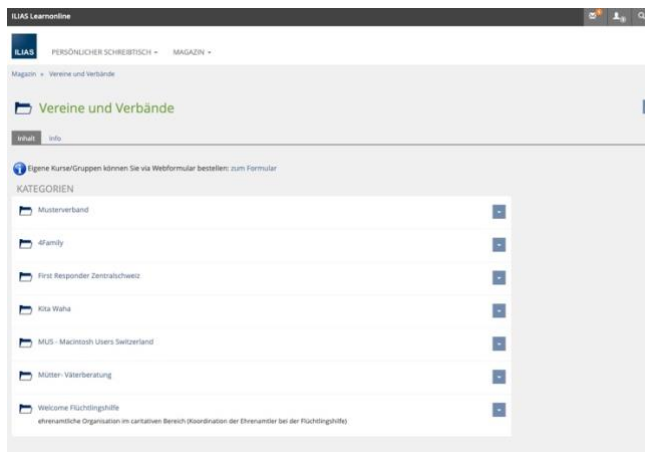 ILIAS Learnonline
ILIAS
PERSÖNLICHER SCHREIBTISCH
MAGAZIN
Magazin » Vereine und Verbände
Vereine und Verbände
Inhalt
Info
Eigene Kurse/Gruppen können Sie via Webformular bestellen: zum Formular
KATEGORIEN
Musterverband
4Family
First Responder Zentralschweiz
Kita Waha
MUS - Macintosh Users Switzerland
Mütter- Väterberatung
Welcome Flüchtlingshilfe
ehrenamtliche Organisation im caritativen Bereich (Koordination der Ehrenamtler bei der Flüchtlingshilfe)